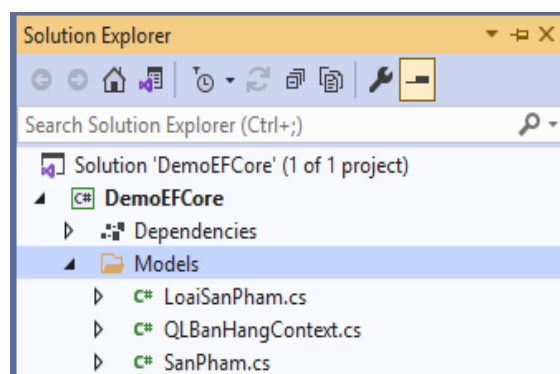 Solution Explorer
Search Solution Explorer (Ctrl+;)
Solution 'DemoEFCore' (1 of 1 project)
C# DemoEFCore
Dependencies
Models
C# LoaiSanPham.cs
C# QLBanHangContext.cs
C# SanPham.cs